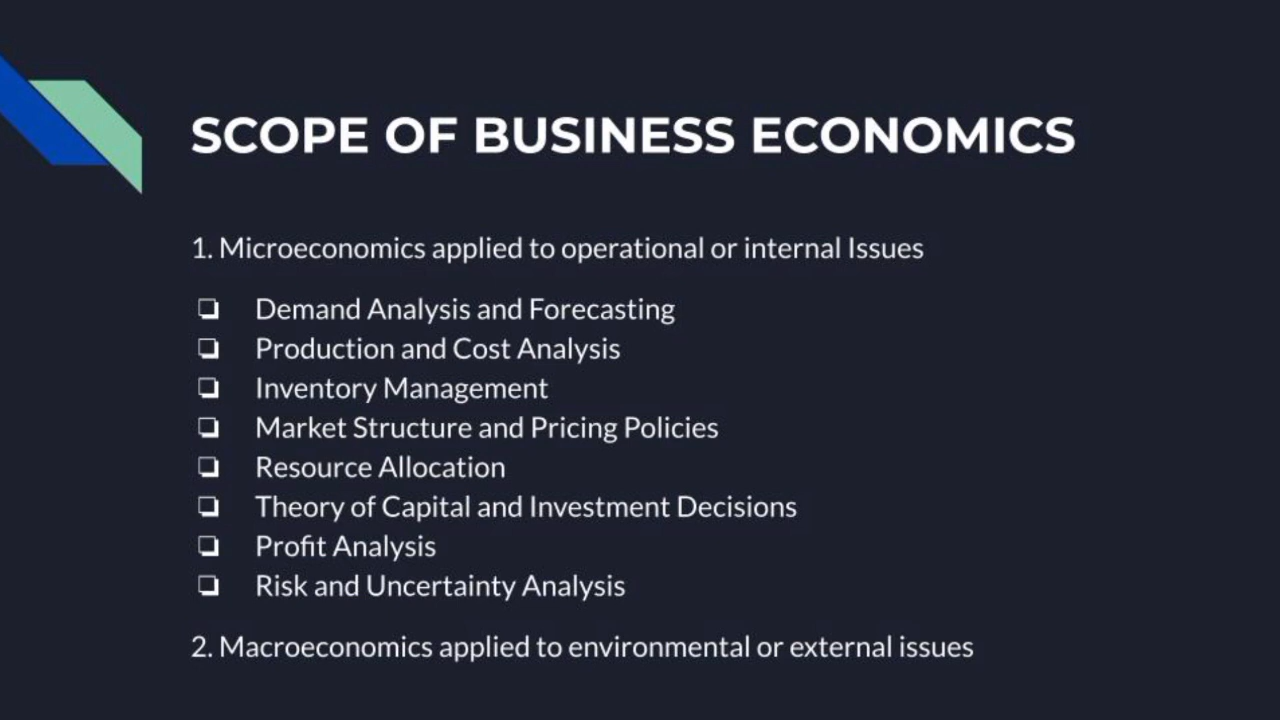 SCOPE OF BUSINESS ECONOMICS
1. Microeconomics applied to operational or internal Issues
❏ Demand Analysis and Forecasting
❏ Production and Cost Analysis
❏ Inventory Management
❏ Market Structure and Pricing Policies
❏ Resource Allocation
❏ Theory of Capital and Investment Decisions
❏ Profit Analysis
❏ Risk and Uncertainty Analysis
2. Macroeconomics applied to environmental or external issues